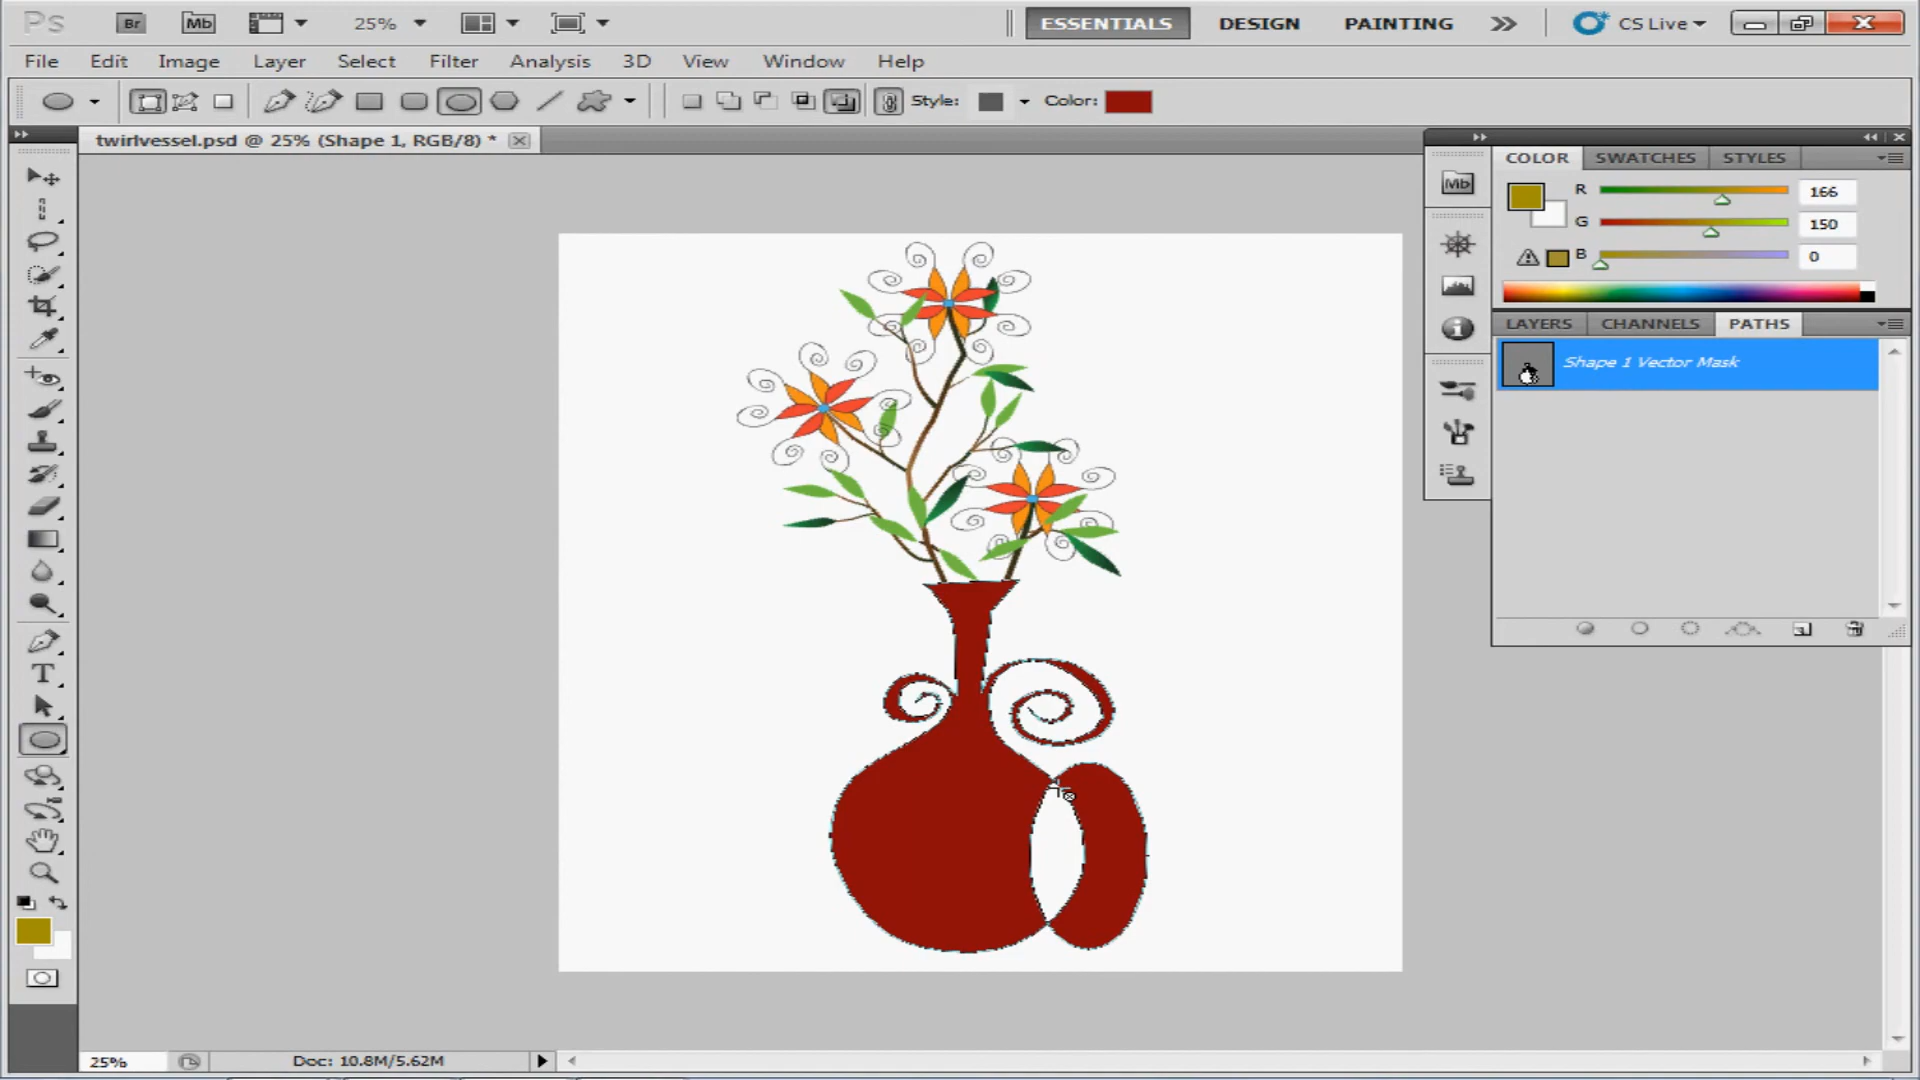 Ps Br Mb 25% ESSENTIALS DESIGN PAINTING CS Live
File Edit Image Layer Select Filter Analysis 3D View Window Help
Style: Color:
twirlvessel.psd @ 25% (Shape 1, RGB/8) *
COLOR SWATCHES STYLES
Mb
R 166
G 150
B 0
LAYERS CHANNELS PATHS
Shape 1 Vector Mask
T
25% Doc: 10.8M/5.62M